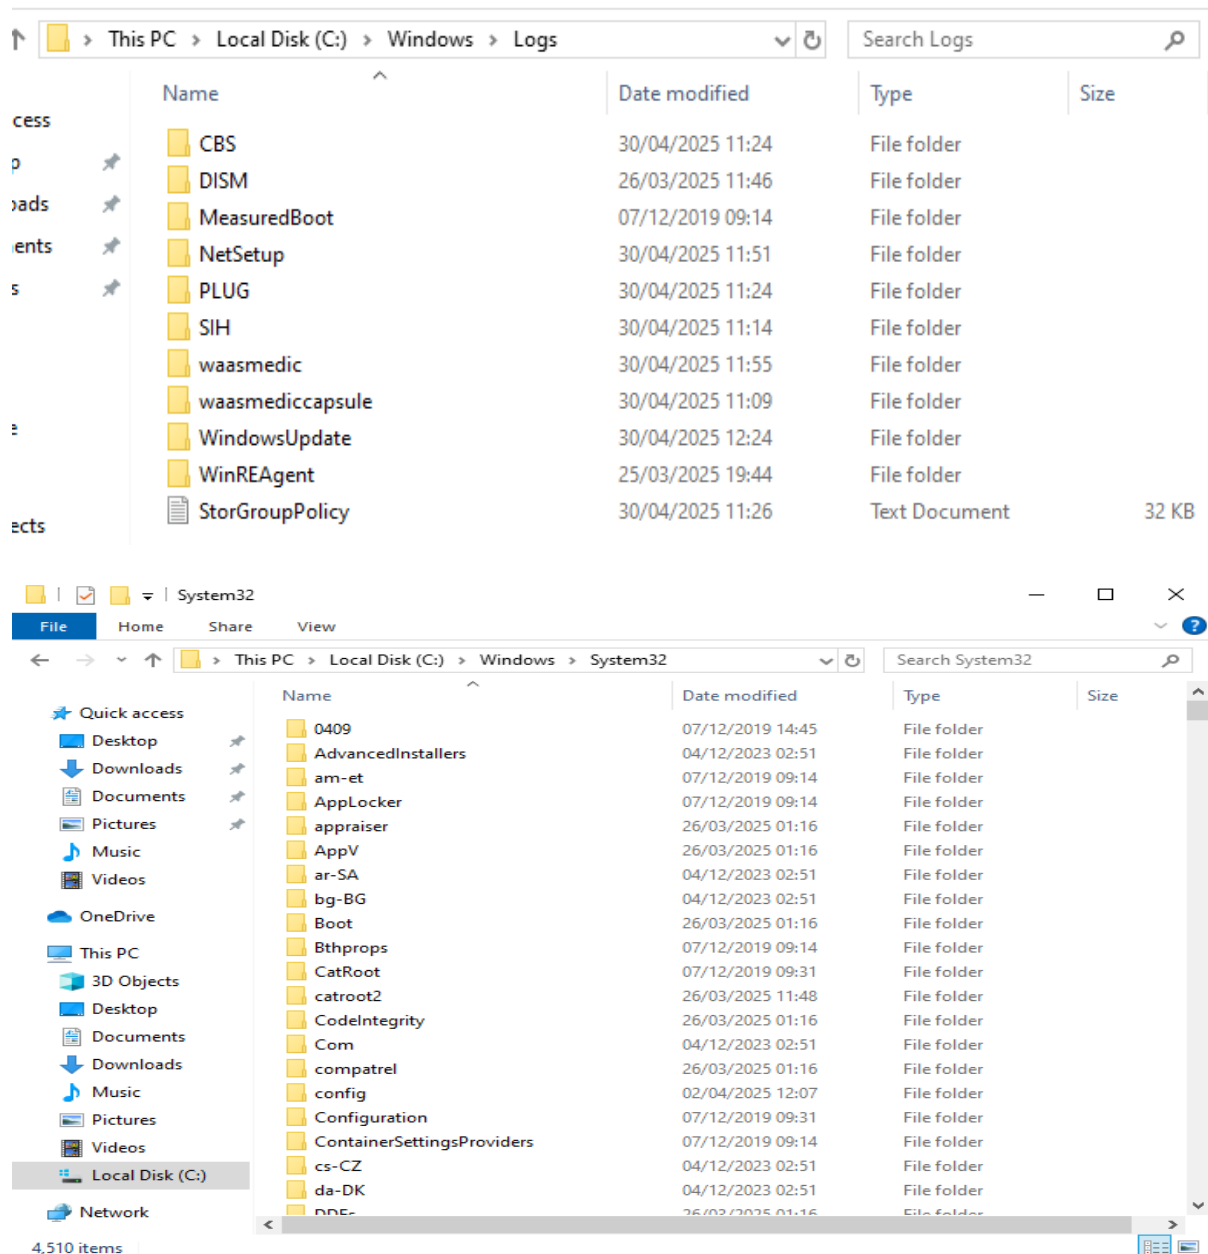 This PC > Local Disk (C:) > Windows > Logs Search Logs
Name Date modified Type Size
cess
CBS 30/04/2025 11:24 File folder
p
DISM 26/03/2025 11:46 File folder
oads
MeasuredBoot 07/12/2019 09:14 File folder
ents
NetSetup 30/04/2025 11:51 File folder
s
PLUG 30/04/2025 11:24 File folder
SIH 30/04/2025 11:14 File folder
waasmedic 30/04/2025 11:55 File folder
waasmediccapsule 30/04/2025 11:09 File folder
e
WindowsUpdate 30/04/2025 12:24 File folder
WinREAgent 25/03/2025 19:44 File folder
StorGroupPolicy 30/04/2025 11:26 Text Document 32 KB
ects
System32
File Home Share View
This PC > Local Disk (C:) > Windows > System32 Search System32
Name Date modified Type Size
Quick access
Desktop
Downloads
Documents
Pictures
Music
Videos
OneDrive
This PC
3D Objects
Desktop
Documents
Downloads
Music
Pictures
Videos
Local Disk (C:)
Network
0409 07/12/2019 14:45 File folder
AdvancedInstallers 04/12/2023 02:51 File folder
am-et 07/12/2019 09:14 File folder
AppLocker 07/12/2019 09:14 File folder
appraiser 26/03/2025 01:16 File folder
AppV 26/03/2025 01:16 File folder
ar-SA 04/12/2023 02:51 File folder
bg-BG 04/12/2023 02:51 File folder
Boot 26/03/2025 01:16 File folder
Bthprops 07/12/2019 09:14 File folder
CatRoot 07/12/2019 09:31 File folder
catroot2 26/03/2025 11:48 File folder
CodeIntegrity 26/03/2025 01:16 File folder
Com 04/12/2023 02:51 File folder
compatrel 26/03/2025 01:16 File folder
config 02/04/2025 12:07 File folder
Configuration 07/12/2019 09:31 File folder
ContainerSettingsProviders 07/12/2019 09:14 File folder
cs-CZ 04/12/2023 02:51 File folder
da-DK 04/12/2023 02:51 File folder
DDFs 26/03/2025 01:16 File folder
4,510 items